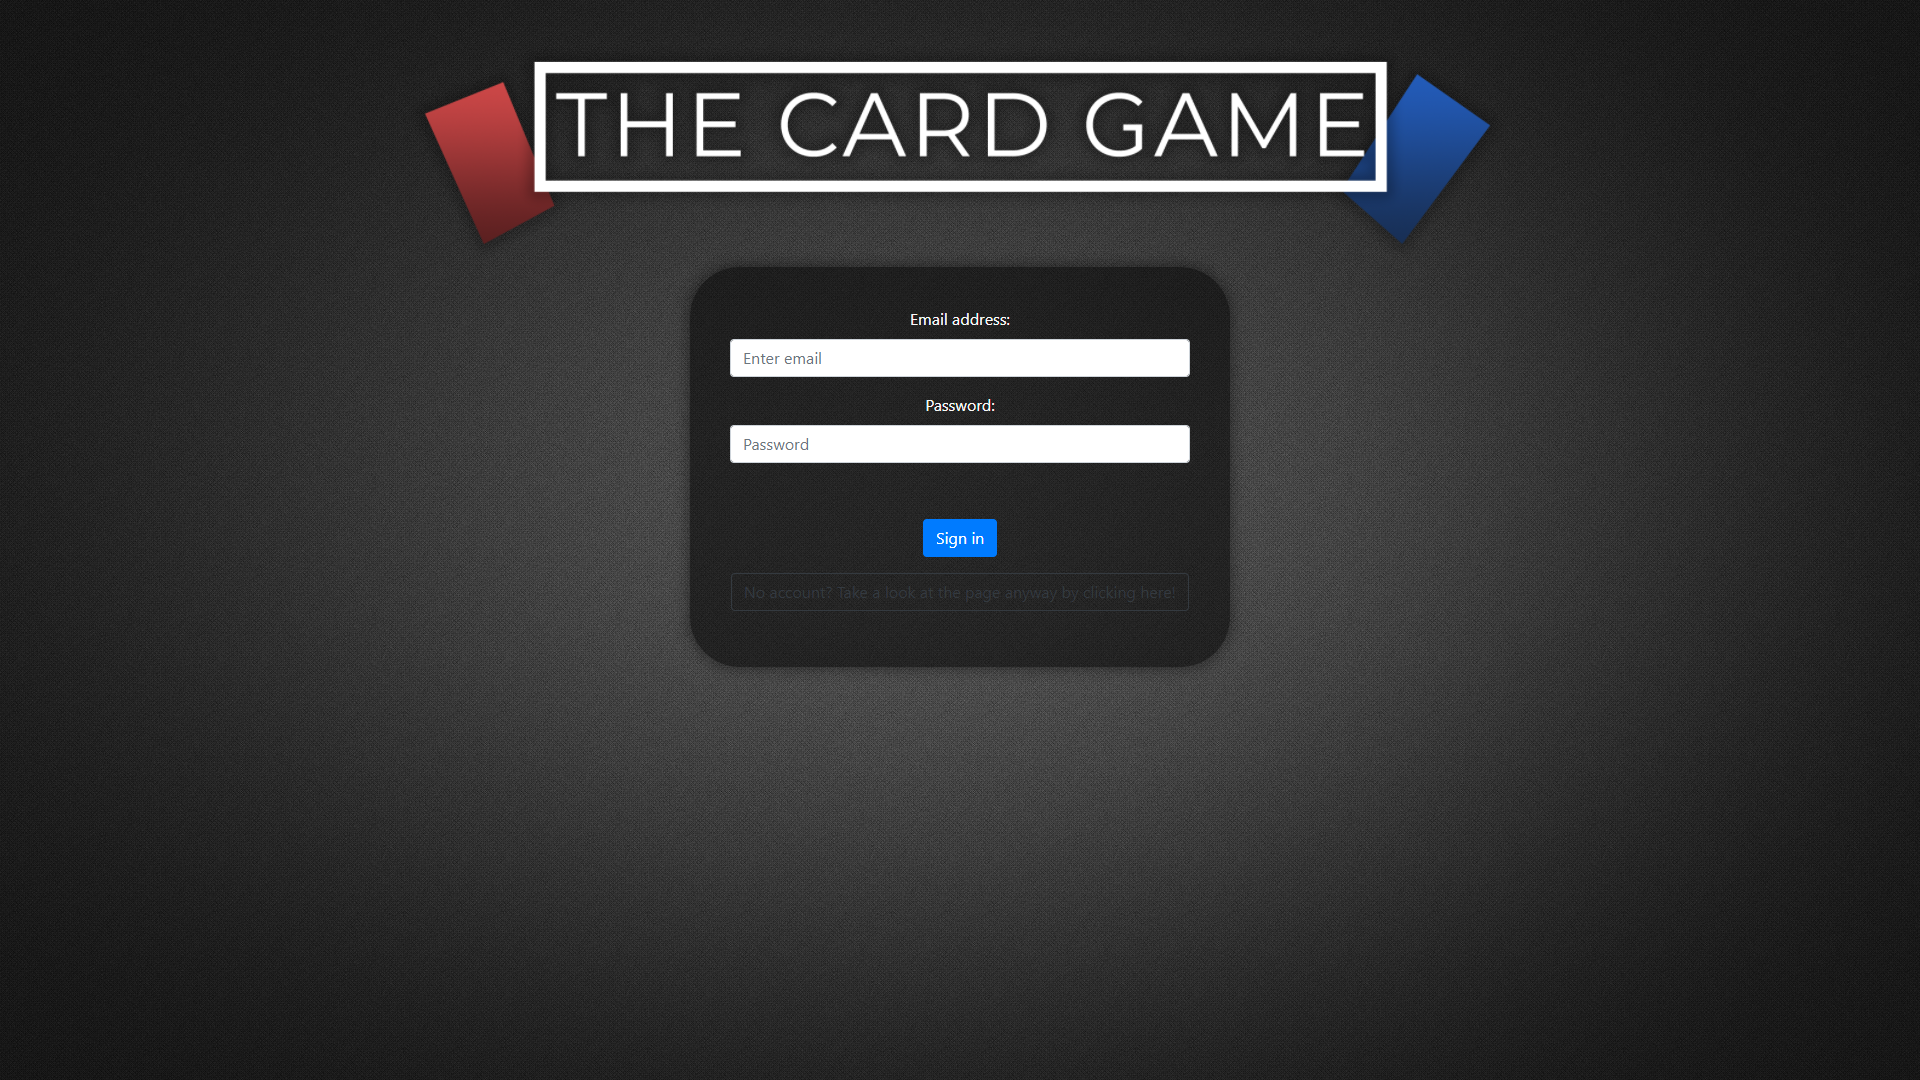 THE CARD GAME
Email address:
Enter email
Password:
Password
Sign in
No account? Take a look at the page anyway by clicking here!